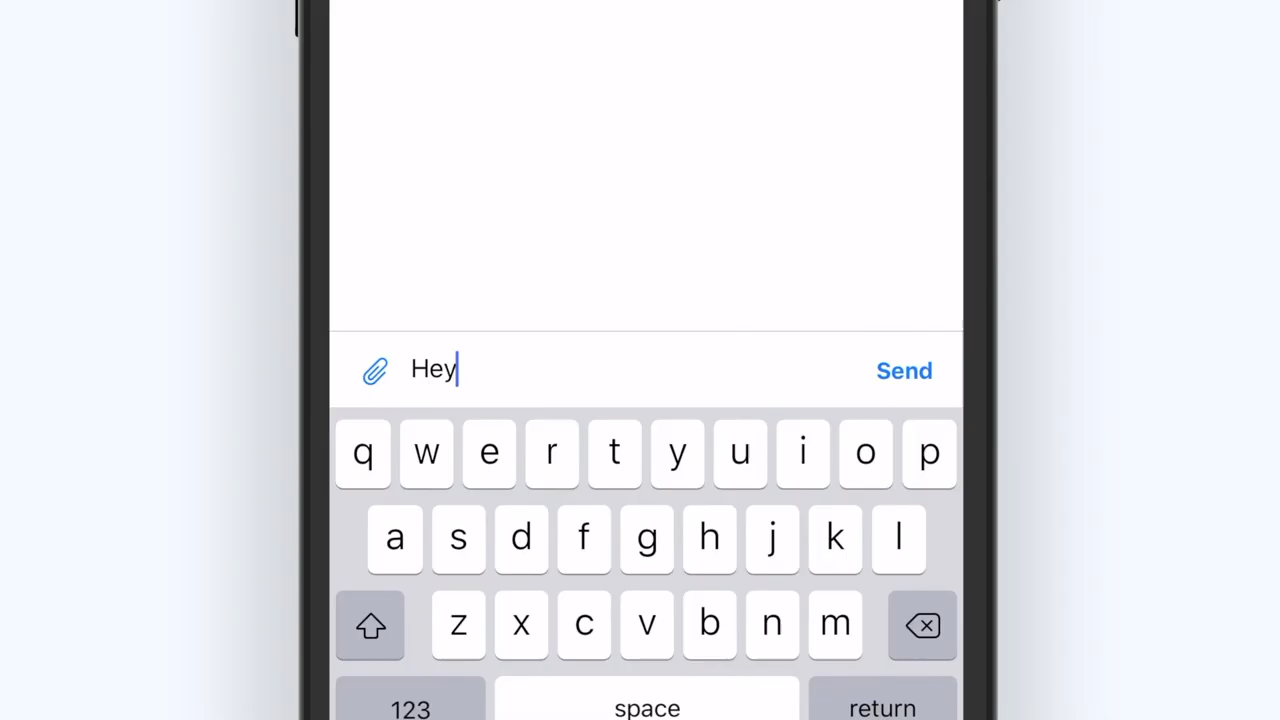 Hey
Send
q w e r t y u i o p
a s d f g h j k l
z x c v b n m
123 space return